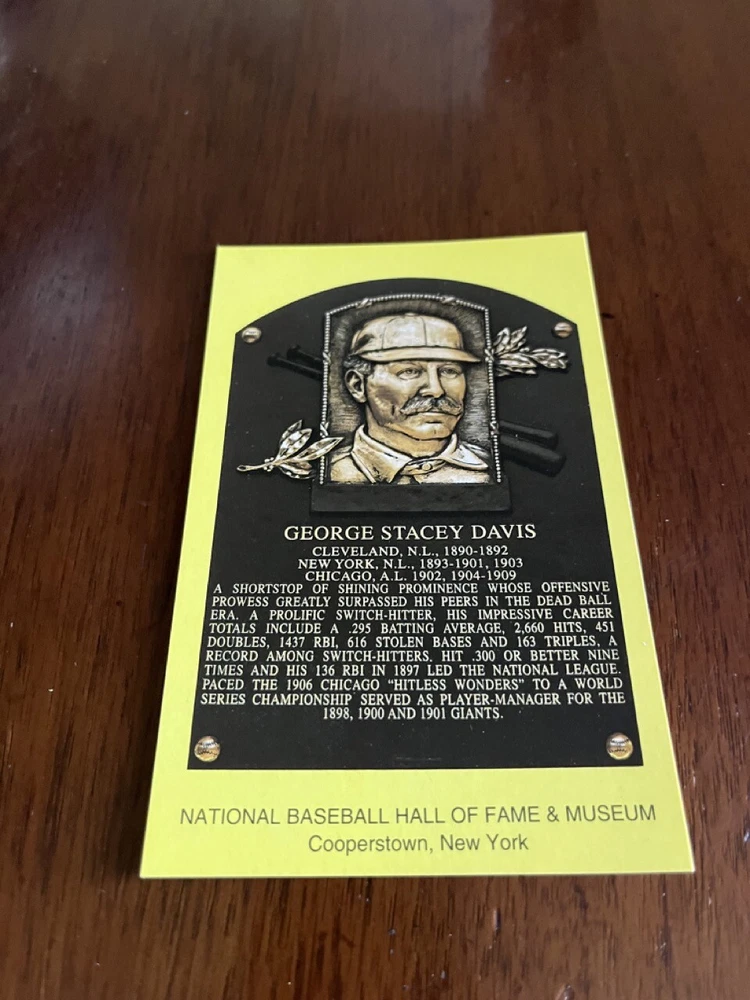 GEORGE STACEY DAVIS
CLEVELAND, N.L., 1890-1892
NEW YORK, N.L., 1893-1901, 1903
CHICAGO, A.L. 1902, 1904-1909
A SHORTSTOP OF SHINING PROMINENCE WHOSE OFFENSIVE
PROWESS GREATLY SURPASSED HIS PEERS IN THE DEAD BALL
ERA. A PROLIFIC SWITCH-HITTER, HIS IMPRESSIVE CAREER
TOTALS INCLUDE A .295 BATTING AVERAGE, 2,660 HITS, 451
DOUBLES, 1437 RBI, 616 STOLEN BASES AND 163 TRIPLES, A
RECORD AMONG SWITCH-HITTERS. HIT .300 OR BETTER NINE
TIMES AND HIS 136 RBI IN 1897 LED THE NATIONAL LEAGUE.
PACED THE 1906 CHICAGO "HITLESS WONDERS" TO A WORLD
SERIES CHAMPIONSHIP. SERVED AS PLAYER-MANAGER FOR THE
1898, 1900 AND 1901 GIANTS.
NATIONAL BASEBALL HALL OF FAME & MUSEUM
Cooperstown, New York